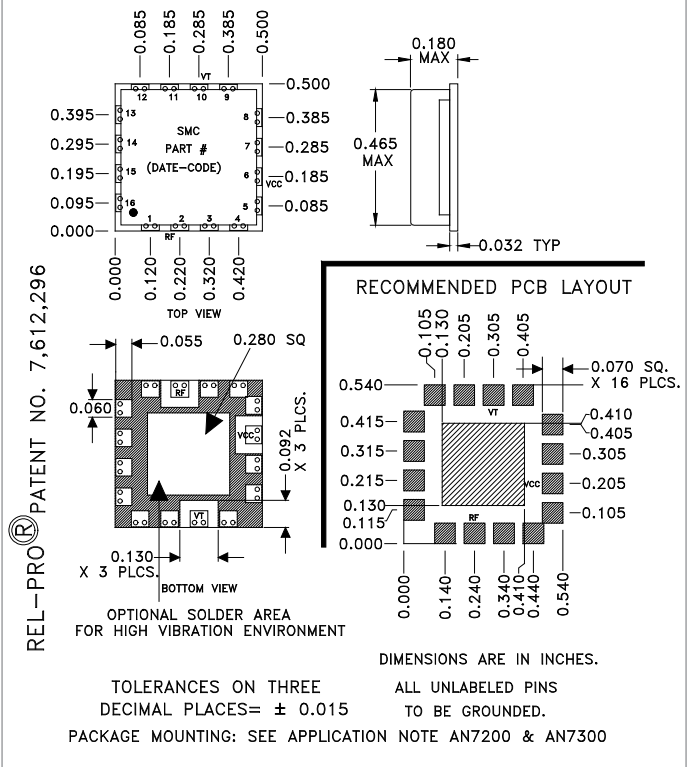 0.085
0.185
0.285
0.385
0.500
VT
12 11 10 9
0.500
0.395 13 8 0.385
SMC
0.295 14 PART # 7 0.285
(DATE-CODE)
0.195 15 6 VCC 0.185
0.095 16 5 0.085
1 2 3 4
0.000
RF
0.000
0.120
0.220
0.320
0.420
TOP VIEW
0.180
MAX
0.465
MAX
0.032 TYP
REL-PRO® PATENT NO. 7,612,296
0.055
0.280 SQ
RF
0.060
VCC
0.092
X 3 PLCS.
VT
0.130
X 3 PLCS.
BOTTOM VIEW
OPTIONAL SOLDER AREA
FOR HIGH VIBRATION ENVIRONMENT
RECOMMENDED PCB LAYOUT
0.105
0.130
0.205
0.305
0.405
0.070 SQ.
X 16 PLCS.
0.540
VT
0.415
0.410
0.405
0.315
0.305
0.215
VCC
0.205
0.130
0.115
RF
0.105
0.000
0.000
0.140
0.240
0.340
0.410
0.440
0.540
DIMENSIONS ARE IN INCHES.
TOLERANCES ON THREE
DECIMAL PLACES= ± 0.015
ALL UNLABELED PINS
TO BE GROUNDED.
PACKAGE MOUNTING: SEE APPLICATION NOTE AN7200 & AN7300